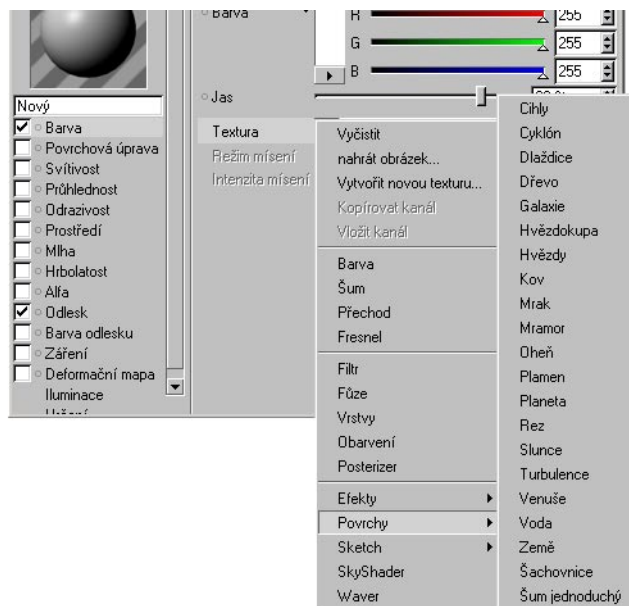 Barva
R
255
G
255
B
255
Jas
Nový
Barva
Povrchová úprava
Svítivost
Průhlednost
Odrazivost
Prostředí
Mlha
Hrbolatost
Alfa
Odlesk
Barva odlesku
Záření
Deformační mapa
Iluminace
Textura
Režim mísení
Intenzita mísení
Vyčistit
nahrát obrázek...
Vytvořit novou texturu...
Kopírovat kanál
Vložit kanál
Barva
Šum
Přechod
Fresnel
Filtr
Fůze
Vrstvy
Obarvení
Posterizer
Efekty
Povrchy
Sketch
SkyShader
Waver
Cihly
Cyklón
Dlaždice
Dřevo
Galaxie
Hvězdokupa
Hvězdy
Kov
Mrak
Mramor
Oheň
Plamen
Planeta
Rez
Slunce
Turbulence
Venuše
Voda
Země
Šachovnice
Šum jednoduchý